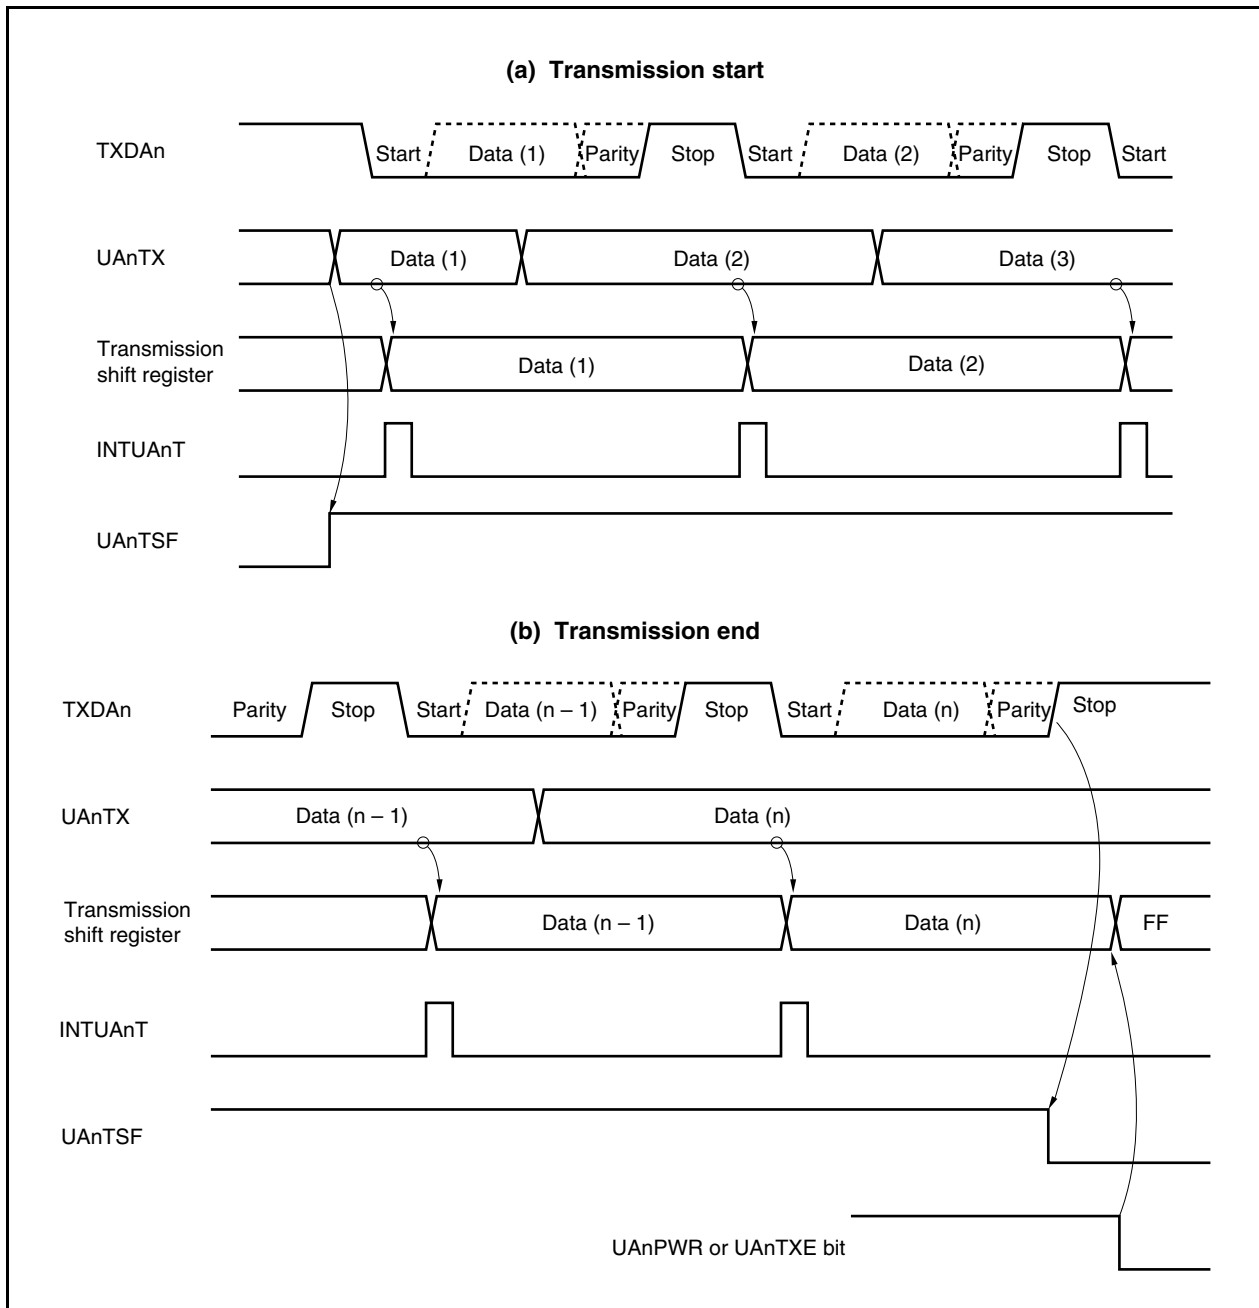 (a) Transmission start
TXDAn
Start Data (1) Parity Stop Start Data (2) Parity Stop Start
UAnTX
Data (1) Data (2) Data (3)
Transmission
shift register
Data (1) Data (2)
INTUAnT
UAnTSF
(b) Transmission end
TXDAn
Parity Stop Start Data (n – 1) Parity Stop Start Data (n) Parity Stop
UAnTX
Data (n – 1) Data (n)
Transmission
shift register
Data (n – 1) Data (n) FF
INTUAnT
UAnTSF
UAnPWR or UAnTXE bit